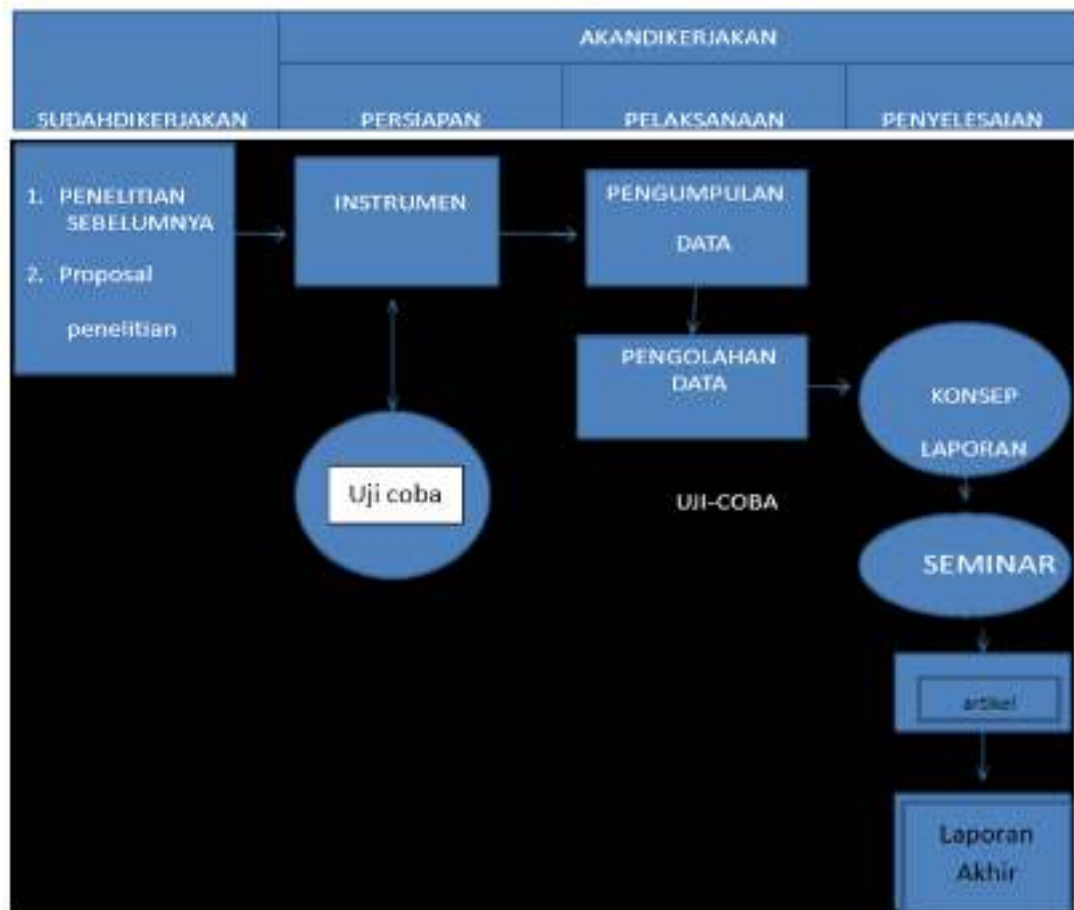 AKANDIKERJAKAN
SUDAHDIKERJAKAN
PERSIAPAN
PELAKSANAAN
PENYELESAIAN
1. PENELITIAN
SEBELUMNYA
2. Proposal
penelitian
INSTRUMEN
PENGUMPULAN
DATA
PENGOLAHAN
DATA
KONSEP
LAPORAN
Uji coba
UJI-COBA
SEMINAR
artikel
Laporan
Akhir